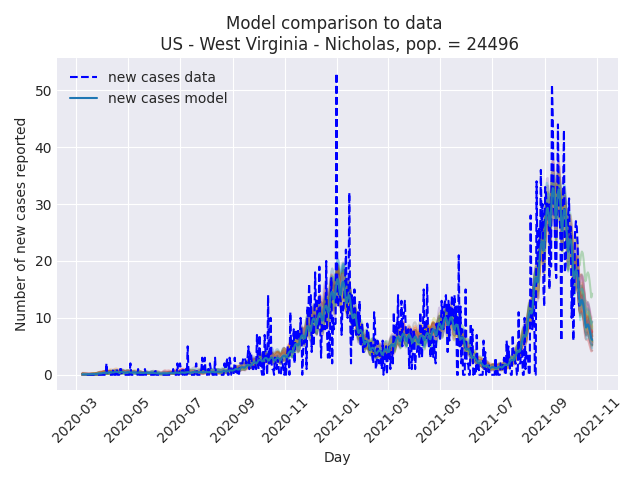 Model comparison to data
US - West Virginia - Nicholas, pop. = 24496
new cases data
new cases model
Number of new cases reported
50
40
30
20
10
0
2020-03
2020-05
2020-07
2020-09
2020-11
2021-01
2021-03
2021-05
2021-07
2021-09
2021-11
Day